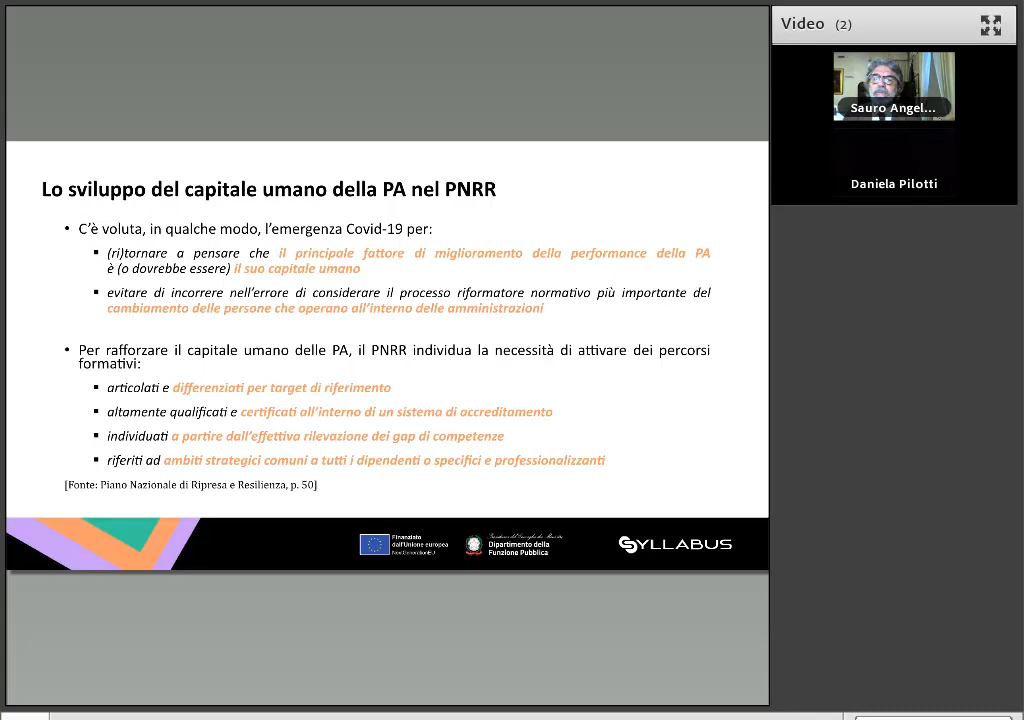 Video (2)
Sauro Angel...
Daniela Pilotti
Lo sviluppo del capitale umano della PA nel PNRR
• C'è voluta, in qualche modo, l'emergenza Covid-19 per:
▪ (ri)tornare a pensare che il principale fattore di miglioramento della performance della PA
è (o dovrebbe essere) il suo capitale umano
▪ evitare di incorrere nell'errore di considerare il processo riformatore normativo più importante del
cambiamento delle persone che operano all'interno delle amministrazioni
• Per rafforzare il capitale umano delle PA, il PNRR individua la necessità di attivare dei percorsi
formativi:
▪ articolati e differenziati per target di riferimento
▪ altamente qualificati e certificati all'interno di un sistema di accreditamento
▪ individuati a partire dall'effettiva rilevazione dei gap di competenze
▪ riferiti ad ambiti strategici comuni a tutti i dipendenti o specifici e professionalizzanti
[Fonte: Piano Nazionale di Ripresa e Resilienza, p. 50]
Finanziato
dall'Unione europea
NextGenerationEU
Dipartimento della
Funzione Pubblica
SYLLABUS